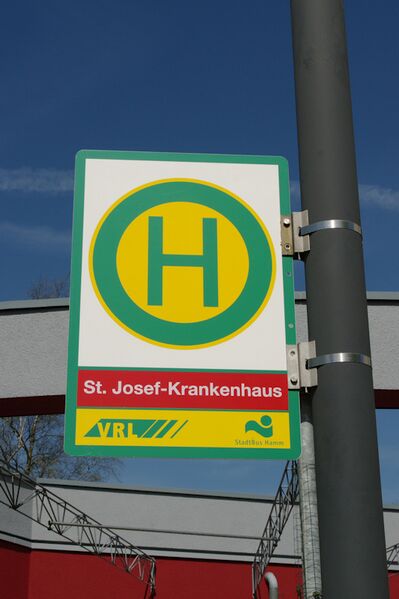 H
St. Josef-Krankenhaus
VRL
StadtBus Hamm